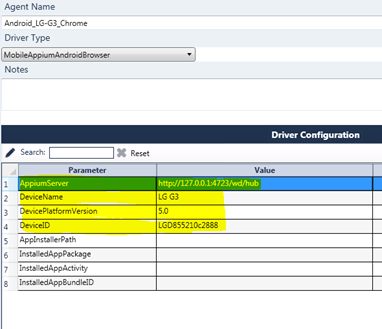 Agent Name
Android_LG-G3_Chrome
Driver Type
MobileAppiumAndroidBrowser
Notes
Driver Configuration
Search: Reset
Parameter Value
1 AppiumServer http://127.0.0.1:4723/wd/hub
2 DeviceName LG G3
3 DevicePlatformVersion 5.0
4 DeviceID LGD855210c2888
5 AppInstallerPath
6 InstalledAppPackage
7 InstalledAppActivity
8 InstalledAppBundleID